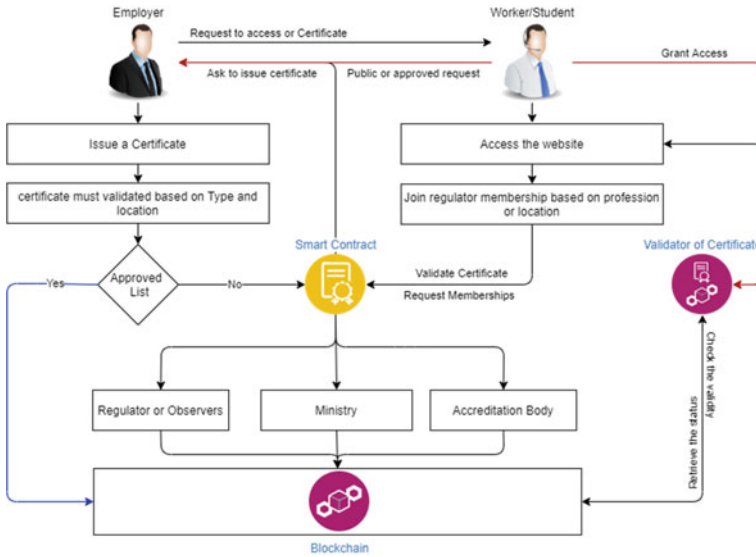 Employer
Worker/Student
Request to access or Certificate
Grant Access
Ask to issue certificate
Public or approved request
Issue a Certificate
Access the website
certificate must validated based on Type and
location
Join regulator membership based on profession
or location
Smart Contract
Validator of Certificate
Yes
Approved
List
No
Validate Certificate
Request Memberships
Check the validity
Retrieve the status
Regulator or Observers
Ministry
Accreditation Body
Blockchain